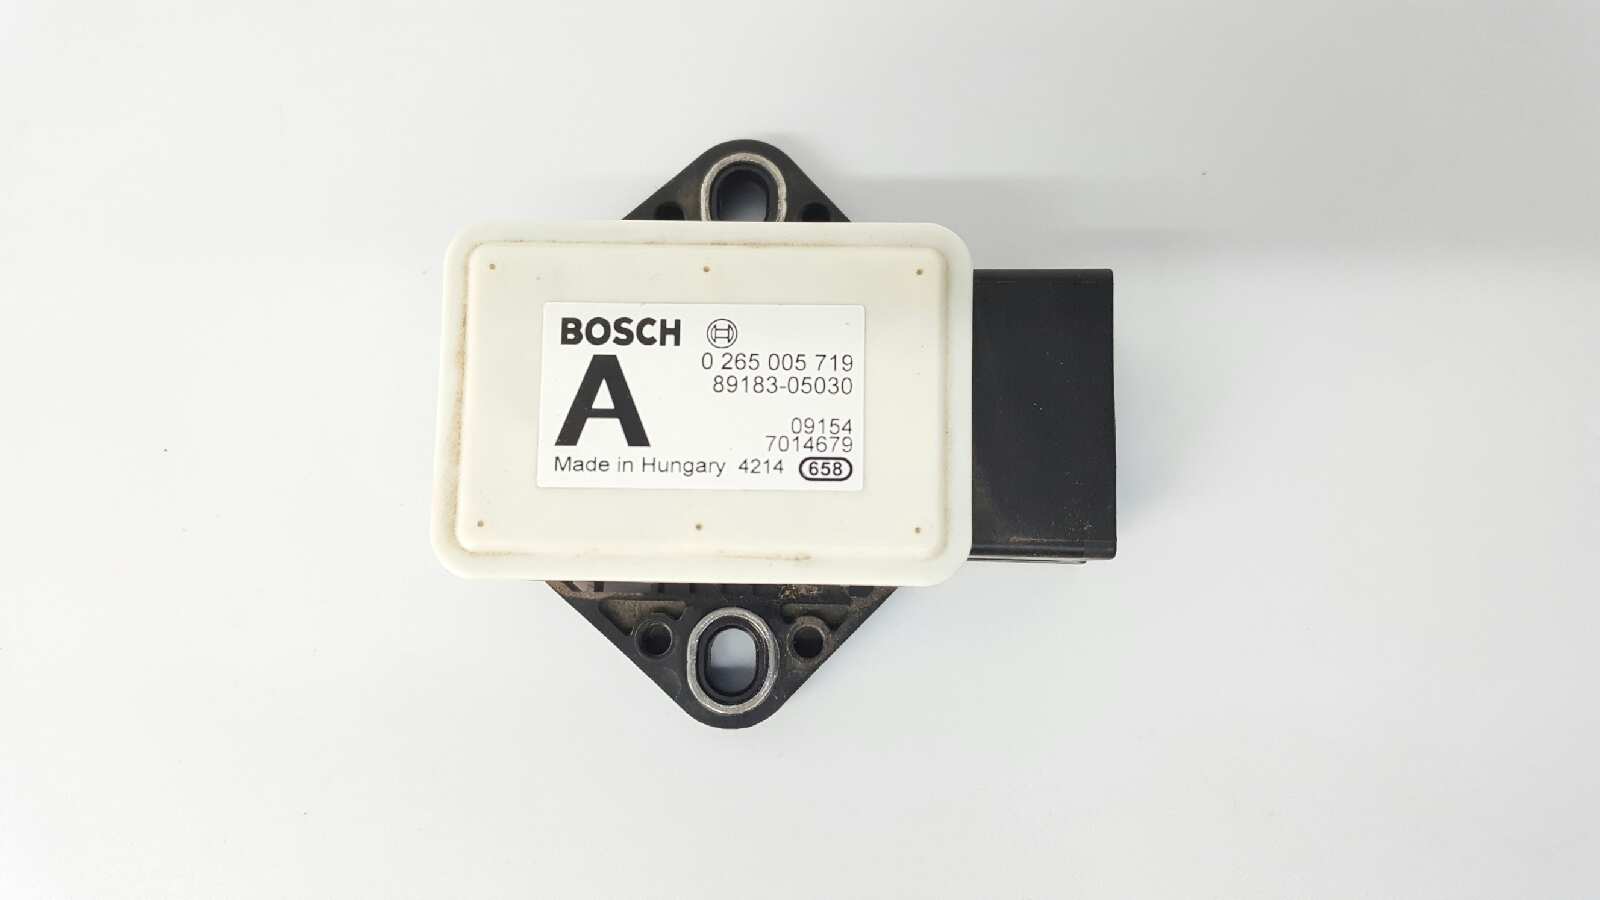 BOSCH
0 265 005 719
89183-05030
A
09154
7014679
Made in Hungary 4214 658